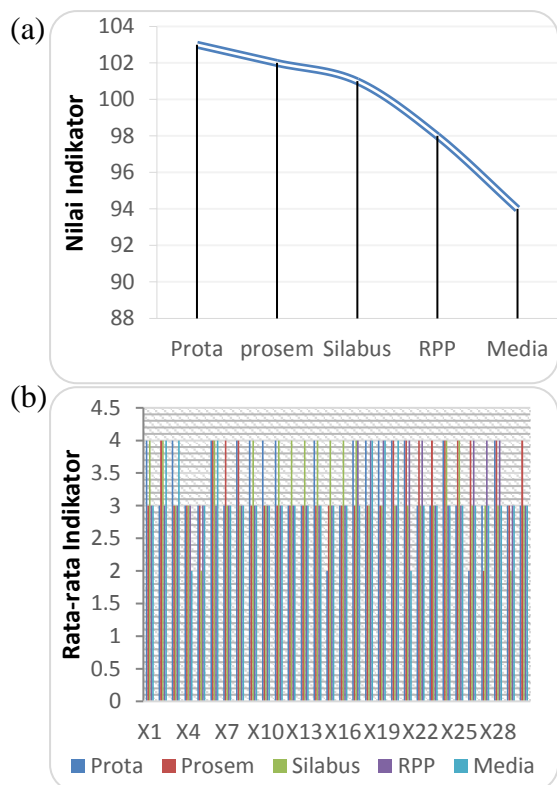 (a)
Nilai Indikator
104
102
100
98
96
94
92
90
88
Prota prosem Silabus RPP Media
(b)
Rata-rata Indikator
4.5
4
3.5
3
2.5
2
1.5
1
0.5
0
X1 X4 X7 X10 X13 X16 X19 X22 X25 X28
Prota Prosem Silabus RPP Media